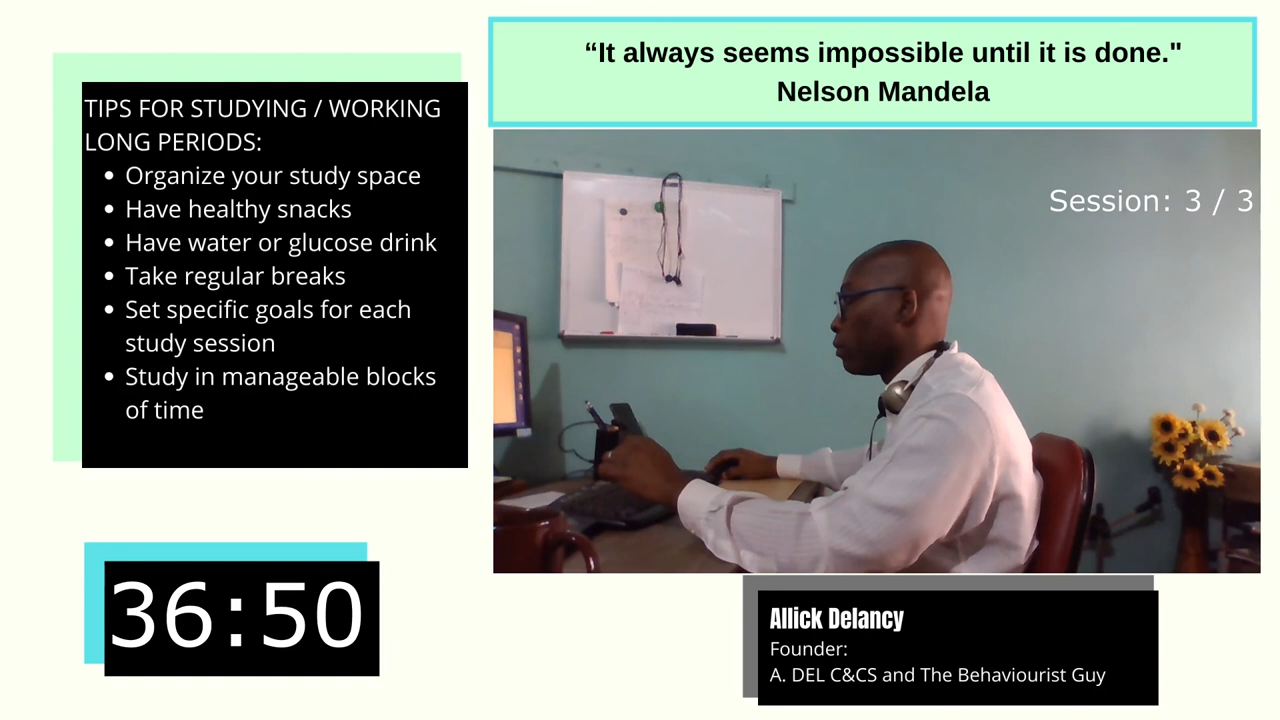 TIPS FOR STUDYING / WORKING
LONG PERIODS:
• Organize your study space
• Have healthy snacks
• Have water or glucose drink
• Take regular breaks
• Set specific goals for each
study session
• Study in manageable blocks
of time
36:50
“It always seems impossible until it is done."
Nelson Mandela
Session: 3 / 3
Allick Delancy
Founder:
A. DEL C&CS and The Behaviourist Guy